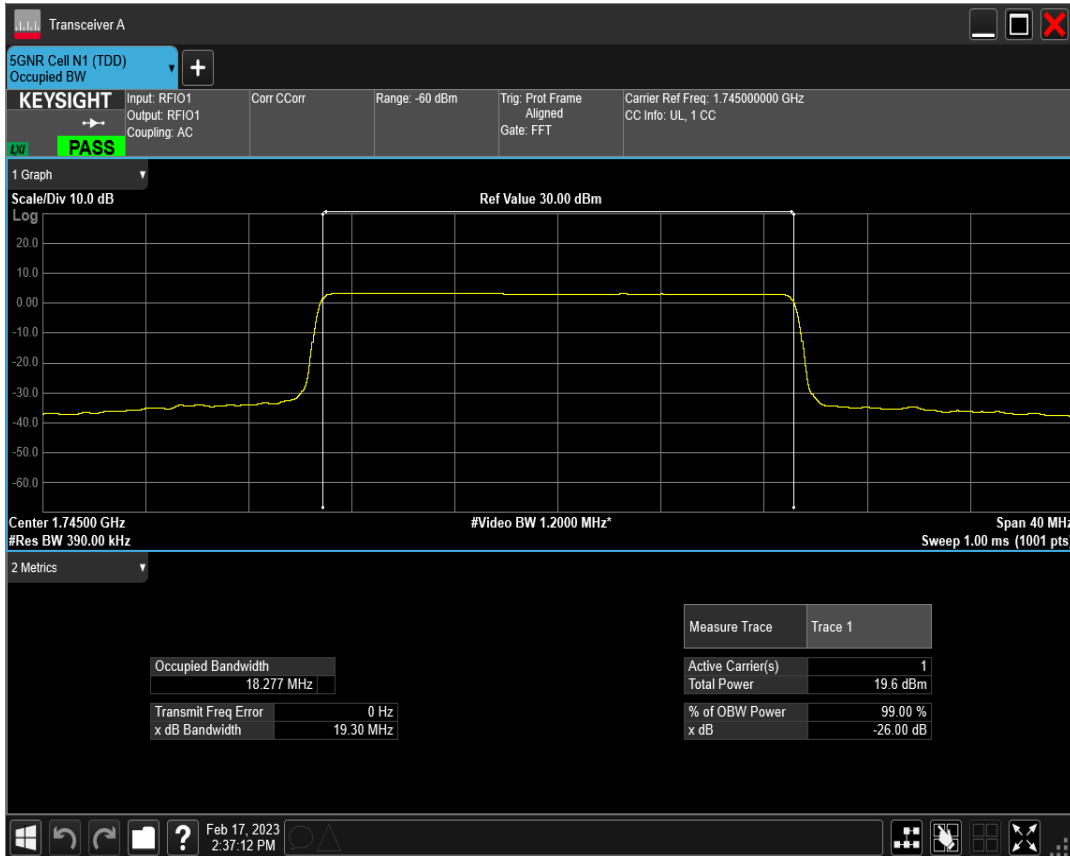 Transceiver A
5GNR Cell N1 (TDD)
Occupied BW
+
KEYSIGHT
LXI
PASS
Input: RFIO1
Output: RFIO1
Coupling: AC
Corr CCorr
Range: -60 dBm
Trig: Prot Frame
Aligned
Gate: FFT
Carrier Ref Freq: 1.745000000 GHz
CC Info: UL, 1 CC
1 Graph
Scale/Div 10.0 dB
Ref Value 30.00 dBm
Log
20.0
10.0
0.00
-10.0
-20.0
-30.0
-40.0
-50.0
-60.0
Center 1.74500 GHz
#Video BW 1.2000 MHz*
Span 40 MHz
#Res BW 390.00 kHz
Sweep 1.00 ms (1001 pts)
2 Metrics
Measure Trace Trace 1
Occupied Bandwidth
18.277 MHz
Active Carrier(s) 1
Total Power 19.6 dBm
Transmit Freq Error 0 Hz
x dB Bandwidth 19.30 MHz
% of OBW Power 99.00 %
x dB -26.00 dB
?
Feb 17, 2023
2:37:12 PM